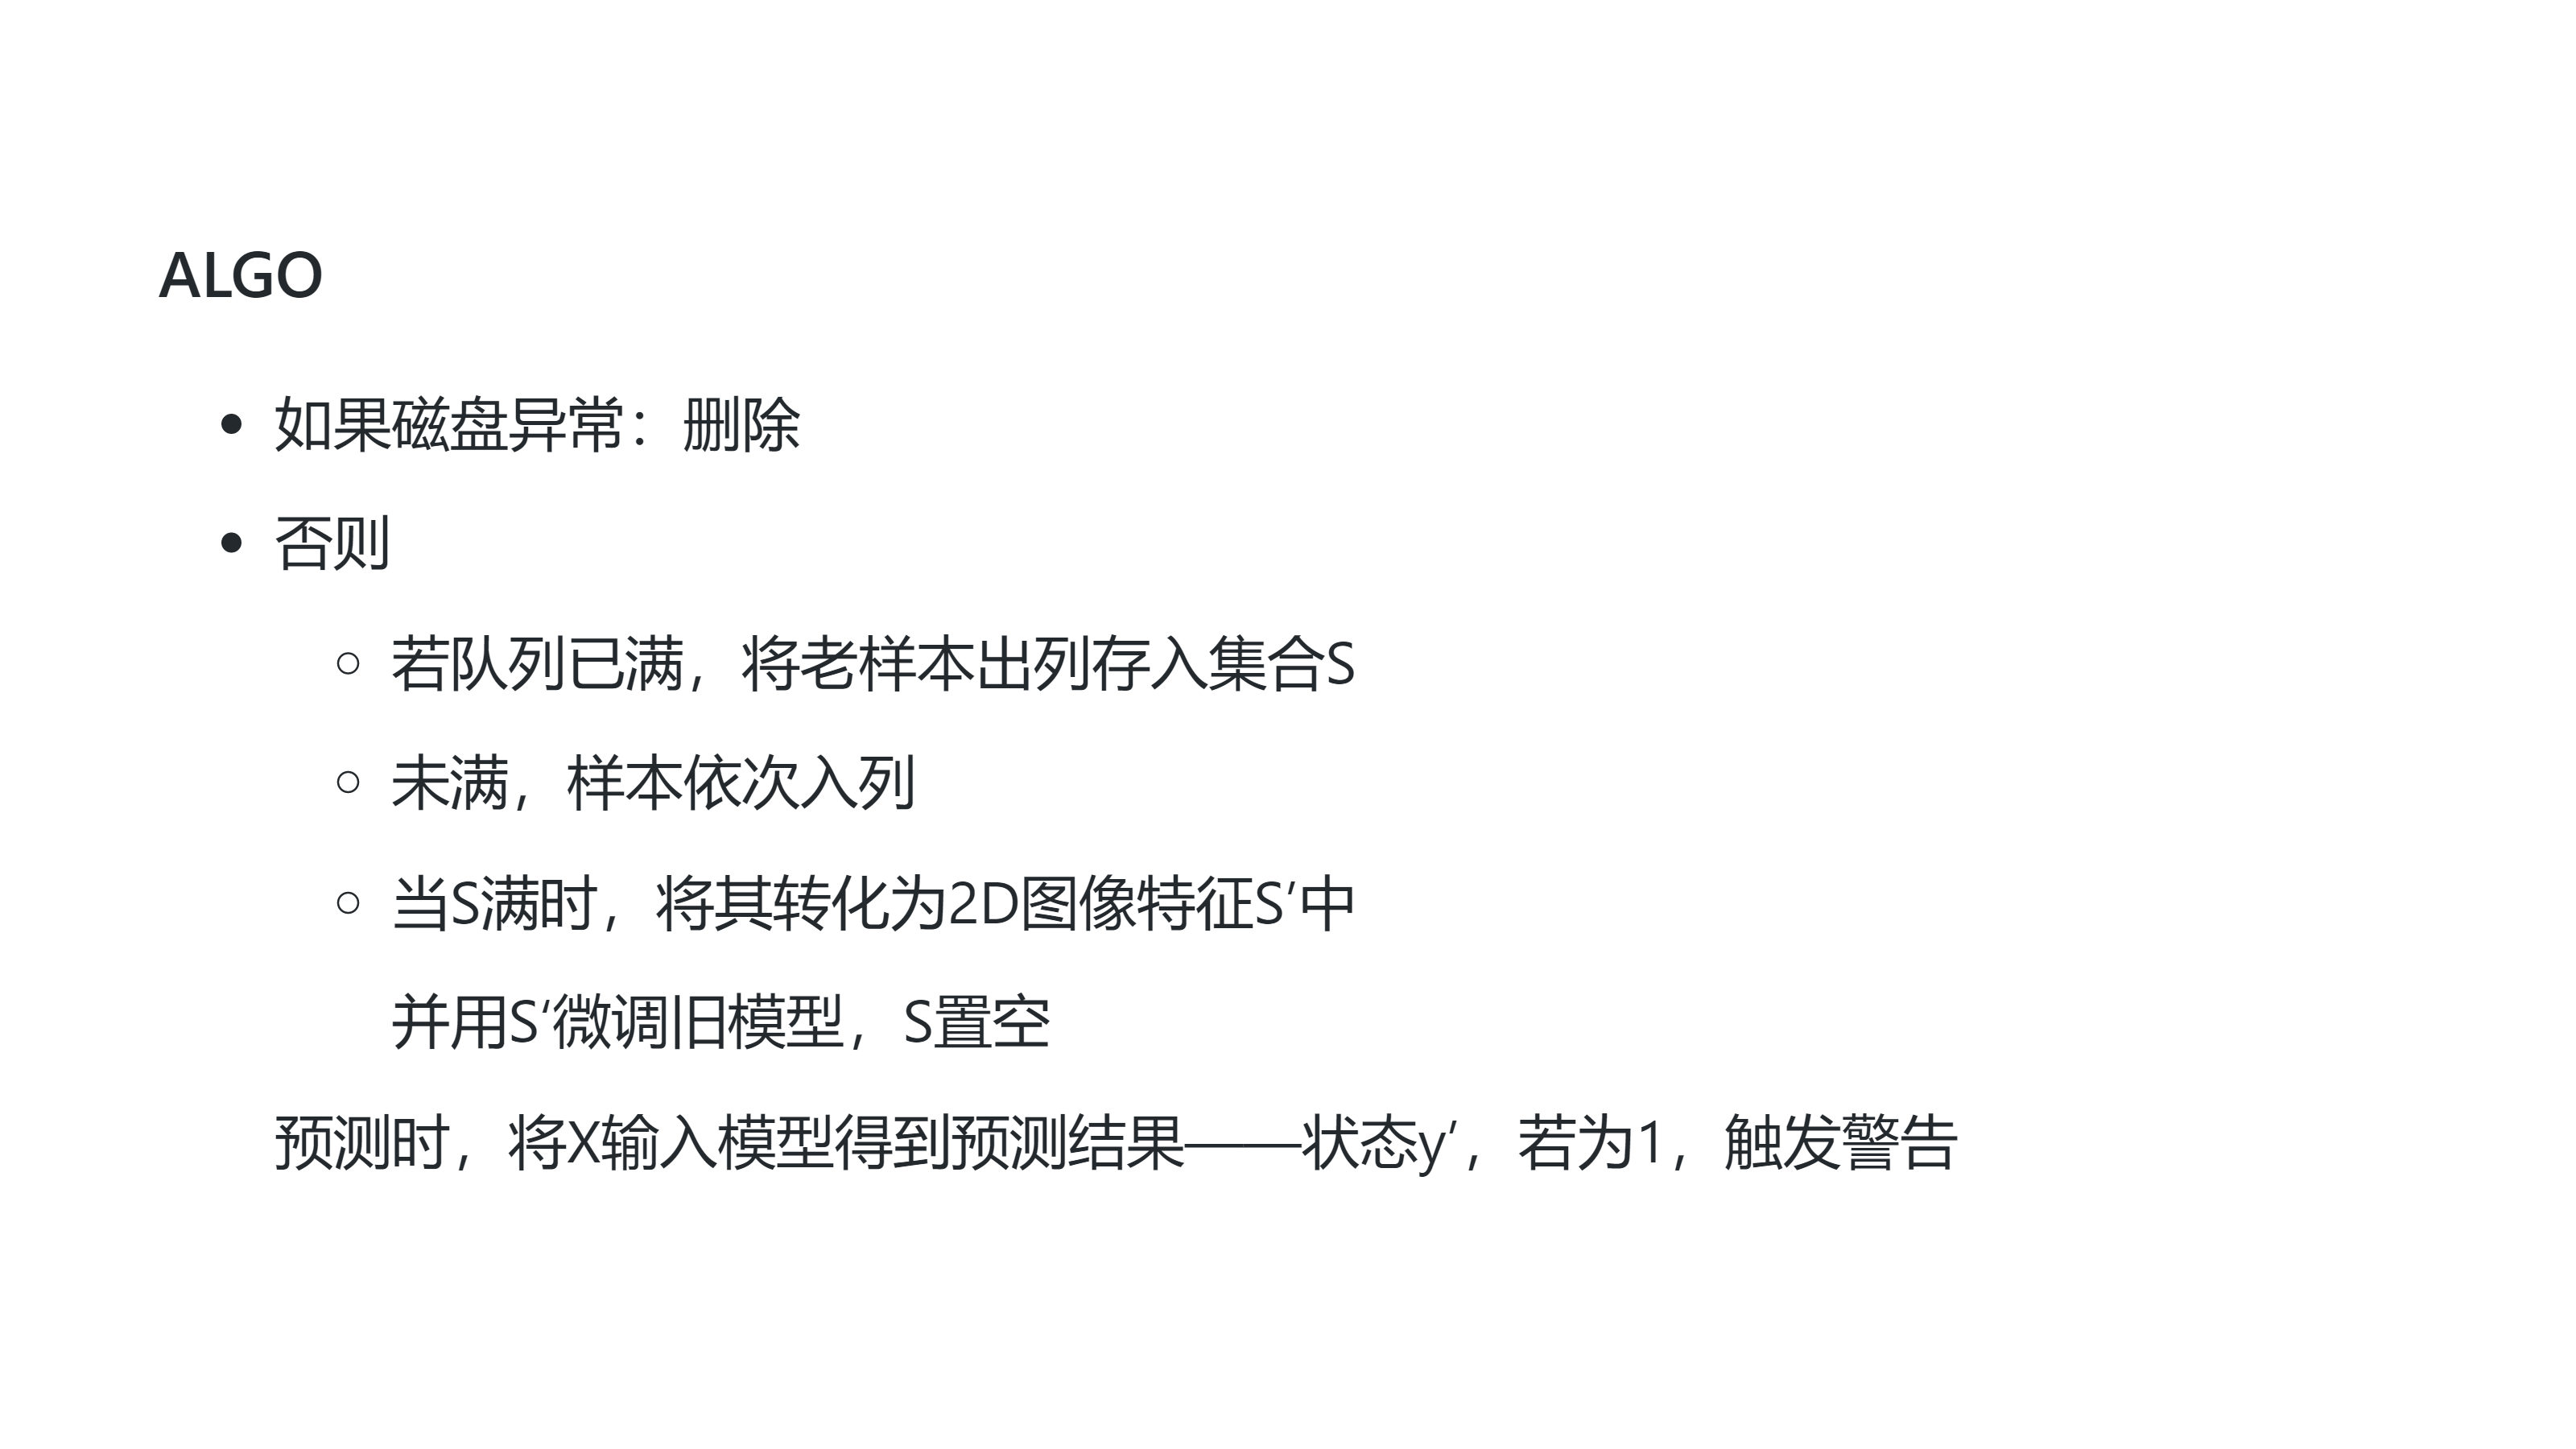 ALGO
如果磁盘异常：删除
否则
若队列已满，将老样本出列存入集合S
未满，样本依次入列
当S满时，将其转化为2D图像特征S’中
并用S‘微调旧模型，S置空
预测时，将X输入模型得到预测结果——状态y’，若为1，触发警告